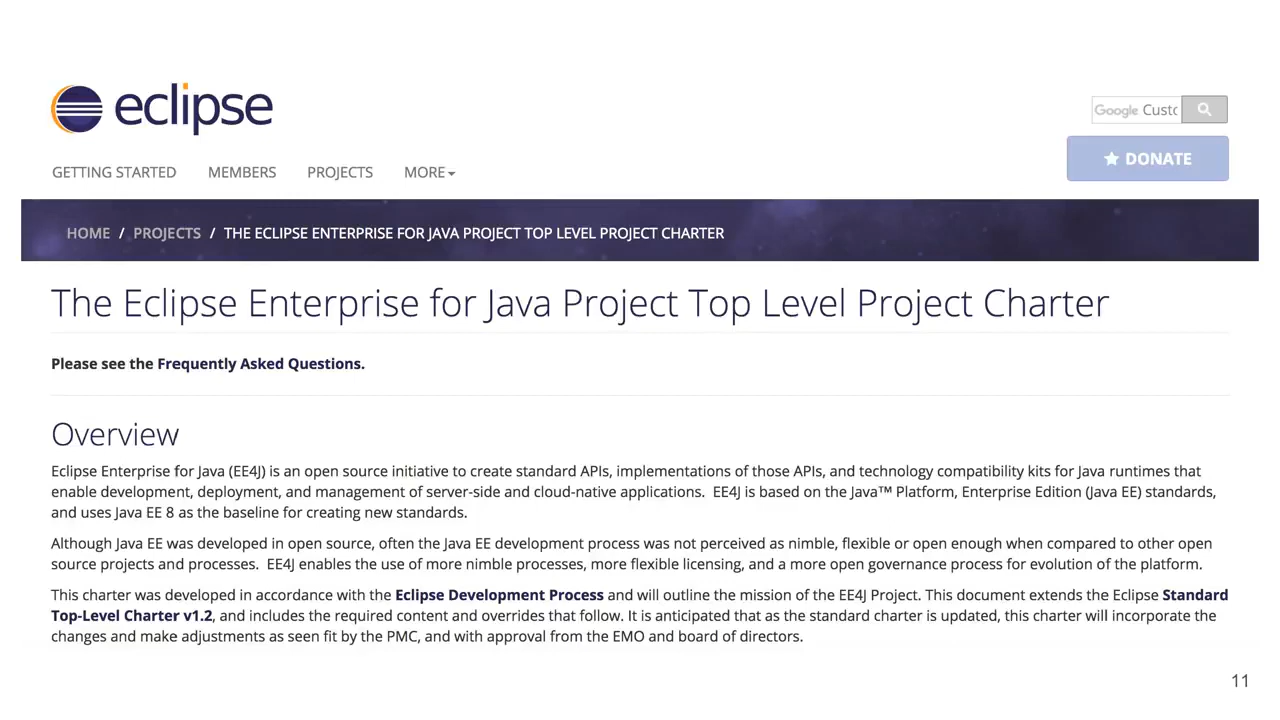 eclipse
Google Custo
DONATE
GETTING STARTED MEMBERS PROJECTS MORE
HOME / PROJECTS / THE ECLIPSE ENTERPRISE FOR JAVA PROJECT TOP LEVEL PROJECT CHARTER
The Eclipse Enterprise for Java Project Top Level Project Charter
Please see the Frequently Asked Questions.
Overview
Eclipse Enterprise for Java (EE4J) is an open source initiative to create standard APIs, implementations of those APIs, and technology compatibility kits for Java runtimes that
enable development, deployment, and management of server-side and cloud-native applications. EE4J is based on the Java™ Platform, Enterprise Edition (Java EE) standards,
and uses Java EE 8 as the baseline for creating new standards.
Although Java EE was developed in open source, often the Java EE development process was not perceived as nimble, flexible or open enough when compared to other open
source projects and processes. EE4J enables the use of more nimble processes, more flexible licensing, and a more open governance process for evolution of the platform.
This charter was developed in accordance with the Eclipse Development Process and will outline the mission of the EE4J Project. This document extends the Eclipse Standard
Top-Level Charter v1.2, and includes the required content and overrides that follow. It is anticipated that as the standard charter is updated, this charter will incorporate the
changes and make adjustments as seen fit by the PMC, and with approval from the EMO and board of directors.
11